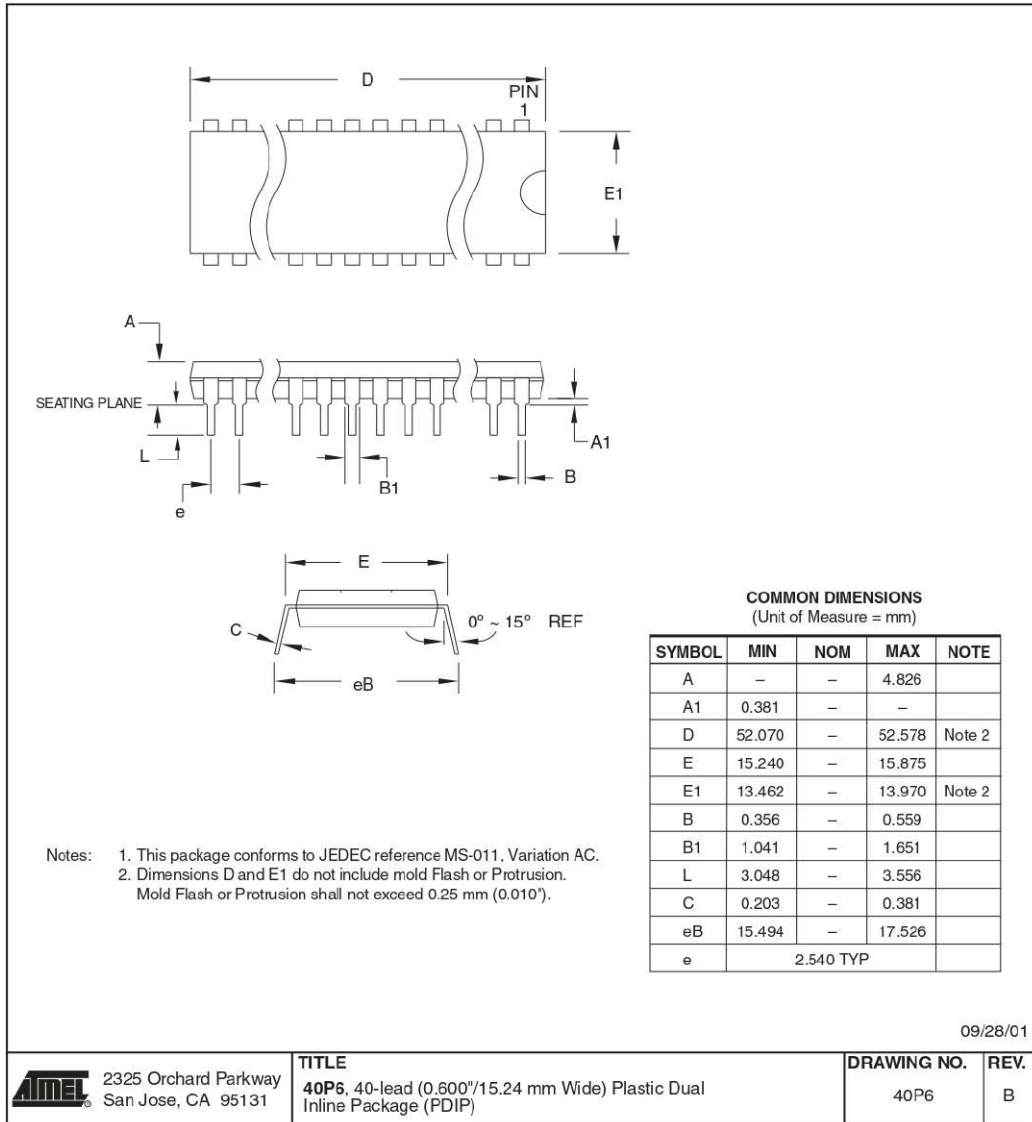 D
PIN
1
E1
A
SEATING PLANE
A1
L
B1
B
e
E
C
0° ~ 15° REF
eB
COMMON DIMENSIONS
(Unit of Measure = mm)
SYMBOL MIN NOM MAX NOTE
A – – 4.826
A1 0.381 – –
D 52.070 – 52.578 Note 2
E 15.240 – 15.875
E1 13.462 – 13.970 Note 2
B 0.356 – 0.559
B1 1.041 – 1.651
L 3.048 – 3.556
C 0.203 – 0.381
eB 15.494 – 17.526
e 2.540 TYP
Notes: 1. This package conforms to JEDEC reference MS-011, Variation AC.
2. Dimensions D and E1 do not include mold Flash or Protrusion.
Mold Flash or Protrusion shall not exceed 0.25 mm (0.010").
09/28/01
ATMEL ®
2325 Orchard Parkway
San Jose, CA 95131
TITLE
40P6, 40-lead (0.600"/15.24 mm Wide) Plastic Dual
Inline Package (PDIP)
DRAWING NO.
40P6
REV.
B